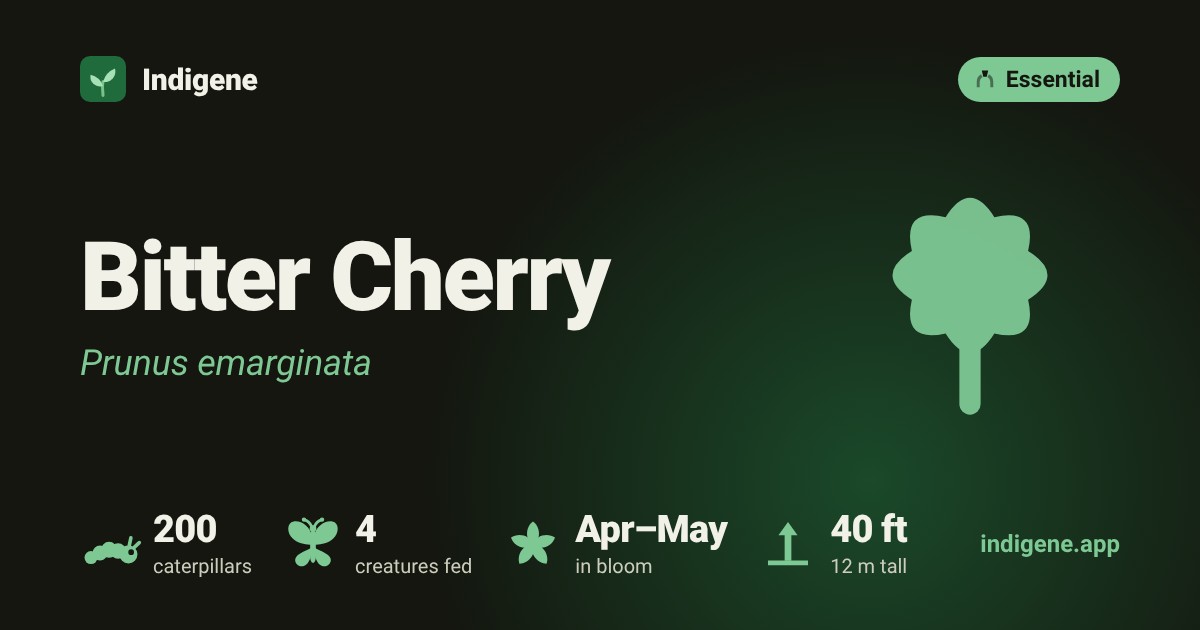 Indigene
Essential
Bitter Cherry
Prunus emarginata
200
caterpillars
4
creatures fed
Apr–May
in bloom
40 ft
12 m tall
indigene.app